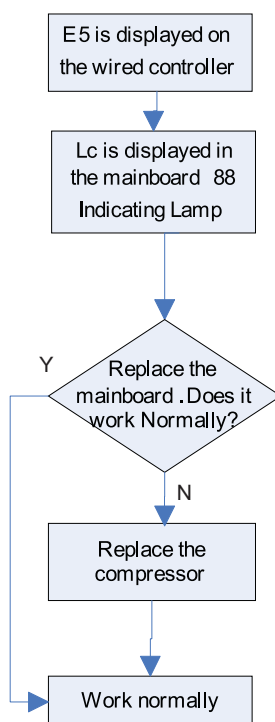 E5 is displayed on
the wired controller
Lc is displayed in
the mainboard 88
Indicating Lamp
Y
Replace the
mainboard .Does it
work Normally?
N
Replace the
compressor
Work normally